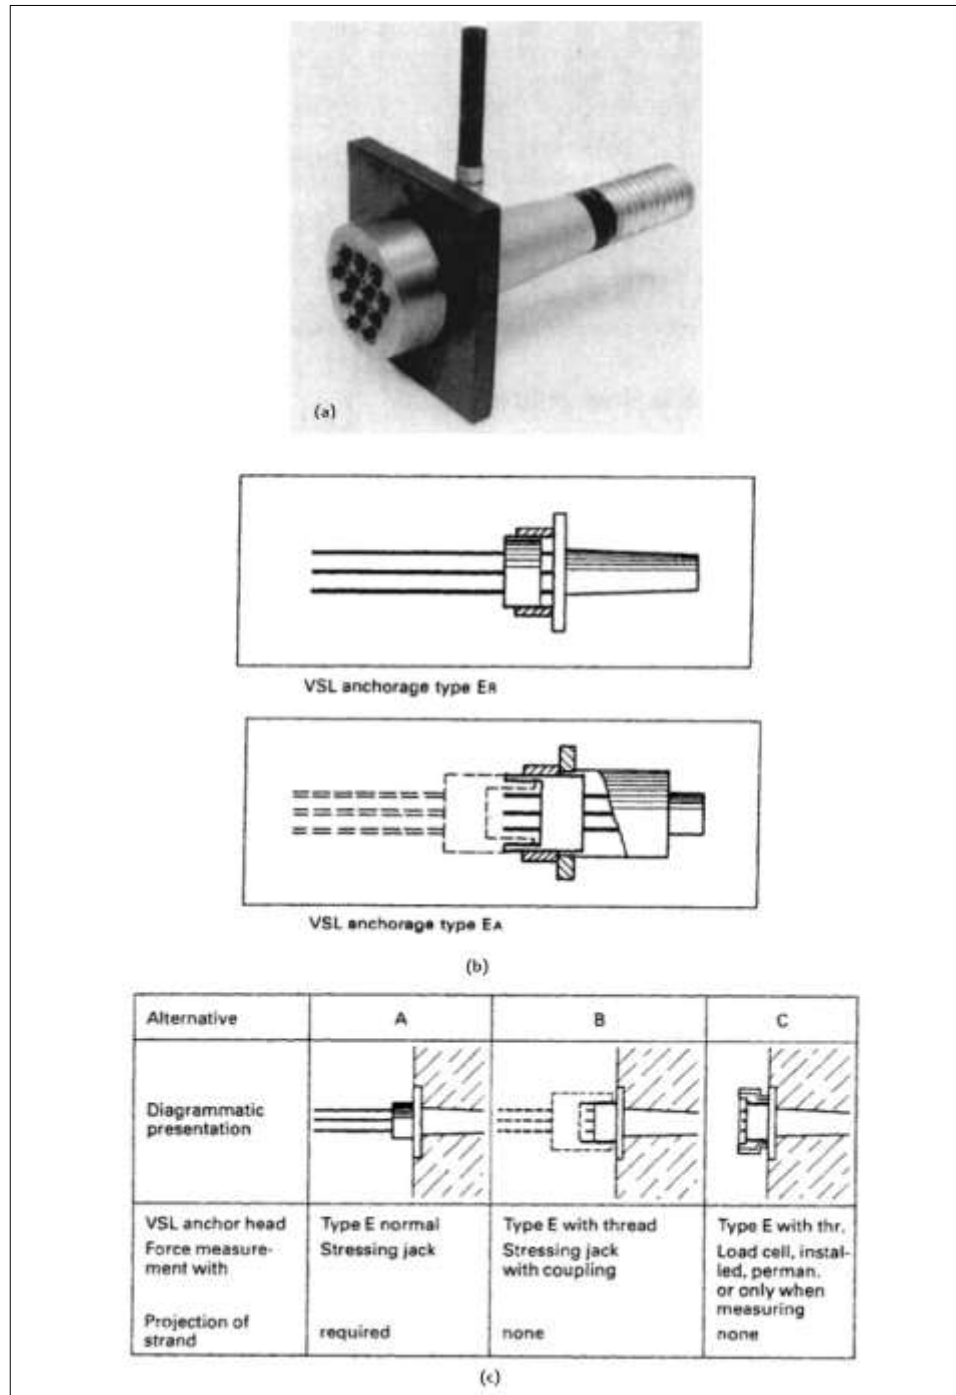 (a)
VSL anchorage type ER
VSL anchorage type EA
(b)
Alternative A B C
Diagrammatic
presentation
VSL anchor head Type E normal Type E with thread Type E with thr.
Force measure- Stressing jack Stressing jack Load cell, instal-
ment with with coupling led, perman.
or only when
measuring
Projection of
strand required none none
(c)